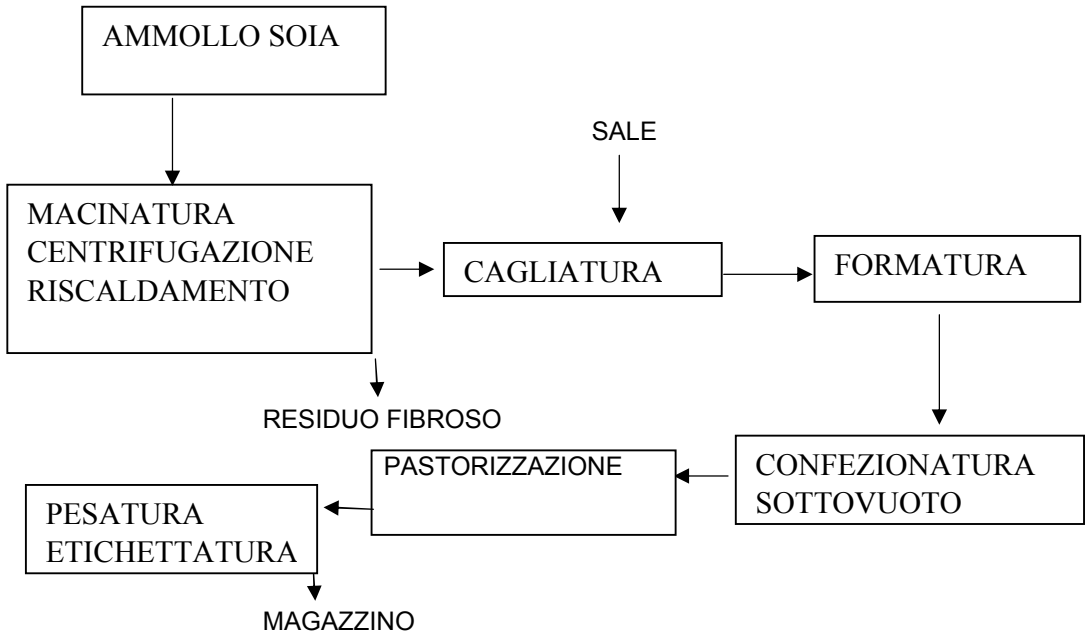 AMMOLLO SOIA
SALE
MACINATURA
CENTRIFUGAZIONE
RISCALDAMENTO
CAGLIATURA
FORMATURA
RESIDUO FIBROSO
CONFEZIONATURA
SOTTOVUOTO
PASTORIZZAZIONE
PESATURA
ETICHETTATURA
MAGAZZINO